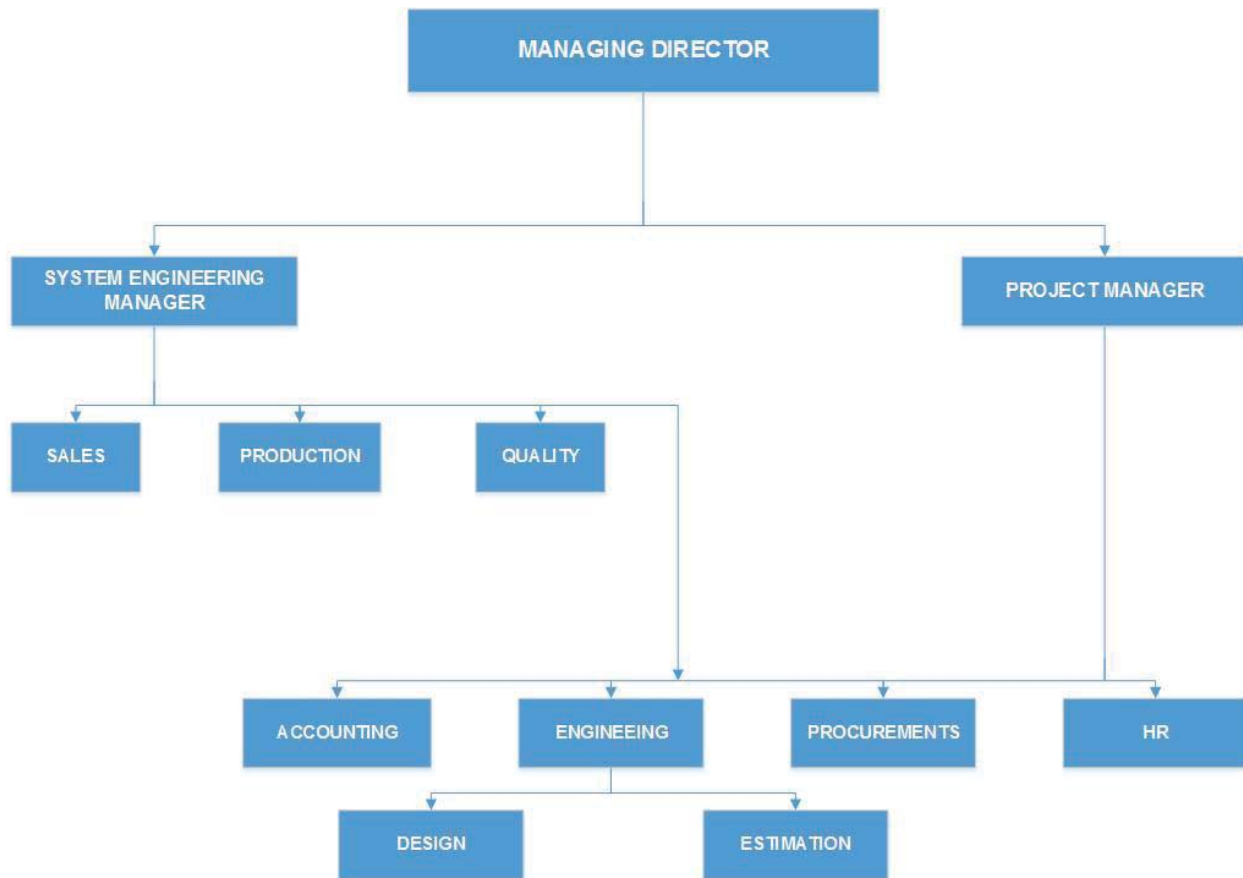 MANAGING DIRECTOR
SYSTEM ENGINEERING
MANAGER
PROJECT MANAGER
SALES
PRODUCTION
QUALITY
ACCOUNTING
ENGINEEING
PROCUREMENTS
HR
DESIGN
ESTIMATION